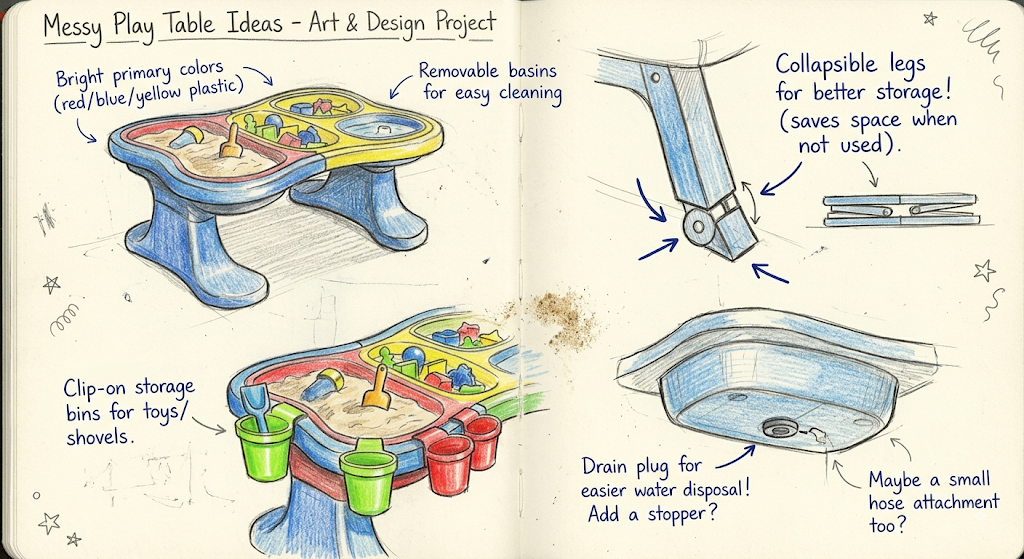 Messy Play Table Ideas - Art & Design Project
Bright primary colors
(red/blue/yellow plastic)
Removable basins
for easy cleaning
Clip-on storage
bins for toys/
shovels.
Collapsible legs
for better storage!
(saves space when
not used).
Drain plug for
easier water disposal!
Add a stopper?
Maybe a small
hose attachment
too?